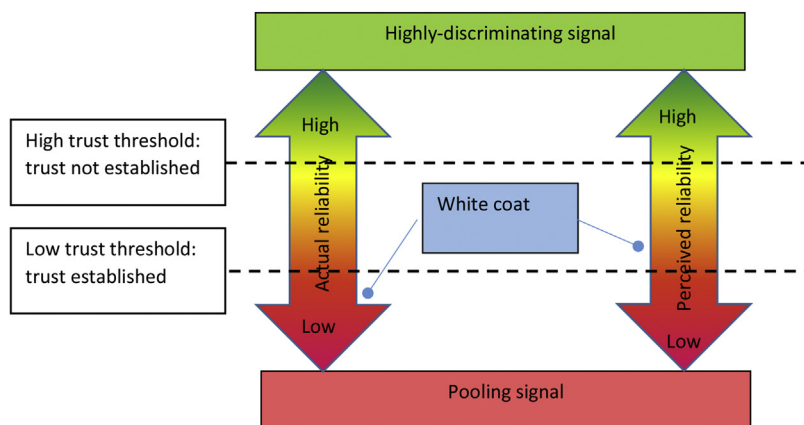 Highly-discriminating signal
High trust threshold:
trust not established
High
High
Actual reliability
White coat
Perceived reliability
Low trust threshold:
trust established
Low
Low
Pooling signal